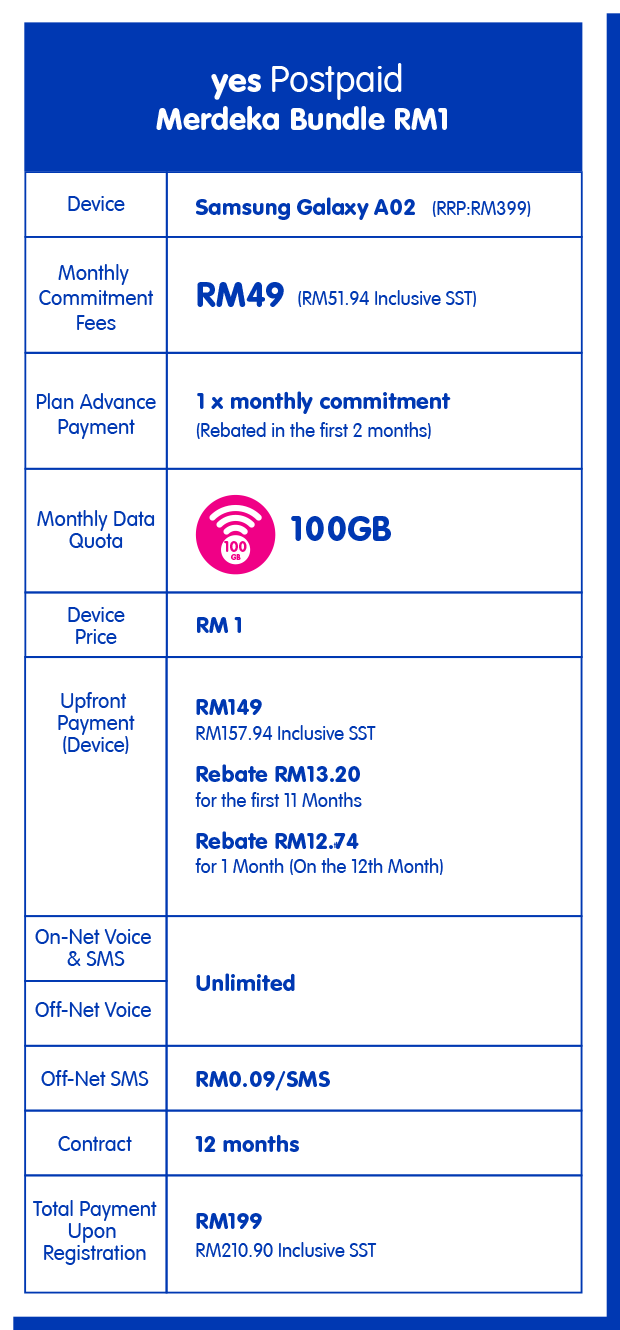 yes Postpaid
Merdeka Bundle RM1
Device
Samsung Galaxy A02 (RRP:RM399)
Monthly
Commitment
Fees
RM49 (RM51.94 Inclusive SST)
Plan Advance
Payment
1 x monthly commitment
(Rebated in the first 2 months)
Monthly Data
Quota
100
GB
100GB
Device
Price
RM 1
Upfront
Payment
(Device)
RM149
RM157.94 Inclusive SST
Rebate RM13.20
for the first 11 Months
Rebate RM12.74
for 1 Month (On the 12th Month)
On-Net Voice
& SMS
Off-Net Voice
Unlimited
Off-Net SMS
RM0.09/SMS
Contract
12 months
Total Payment
Upon
Registration
RM199
RM210.90 Inclusive SST